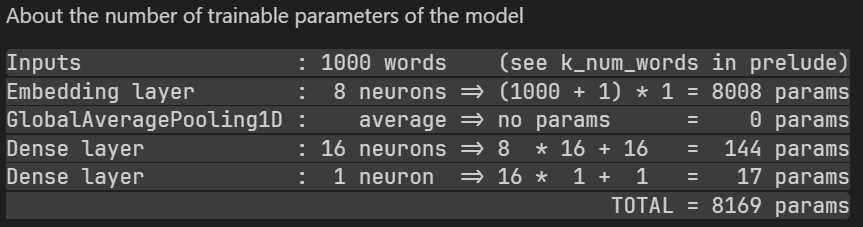 About the number of trainable parameters of the model
Inputs : 1000 words (see k_num_words in prelude)
Embedding layer : 8 neurons => (1000 + 1) * 1 = 8008 params
GlobalAveragePooling1D : average => no params = 0 params
Dense layer : 16 neurons => 8 * 16 + 16 = 144 params
Dense layer : 1 neuron => 16 * 1 + 1 = 17 params
TOTAL = 8169 params